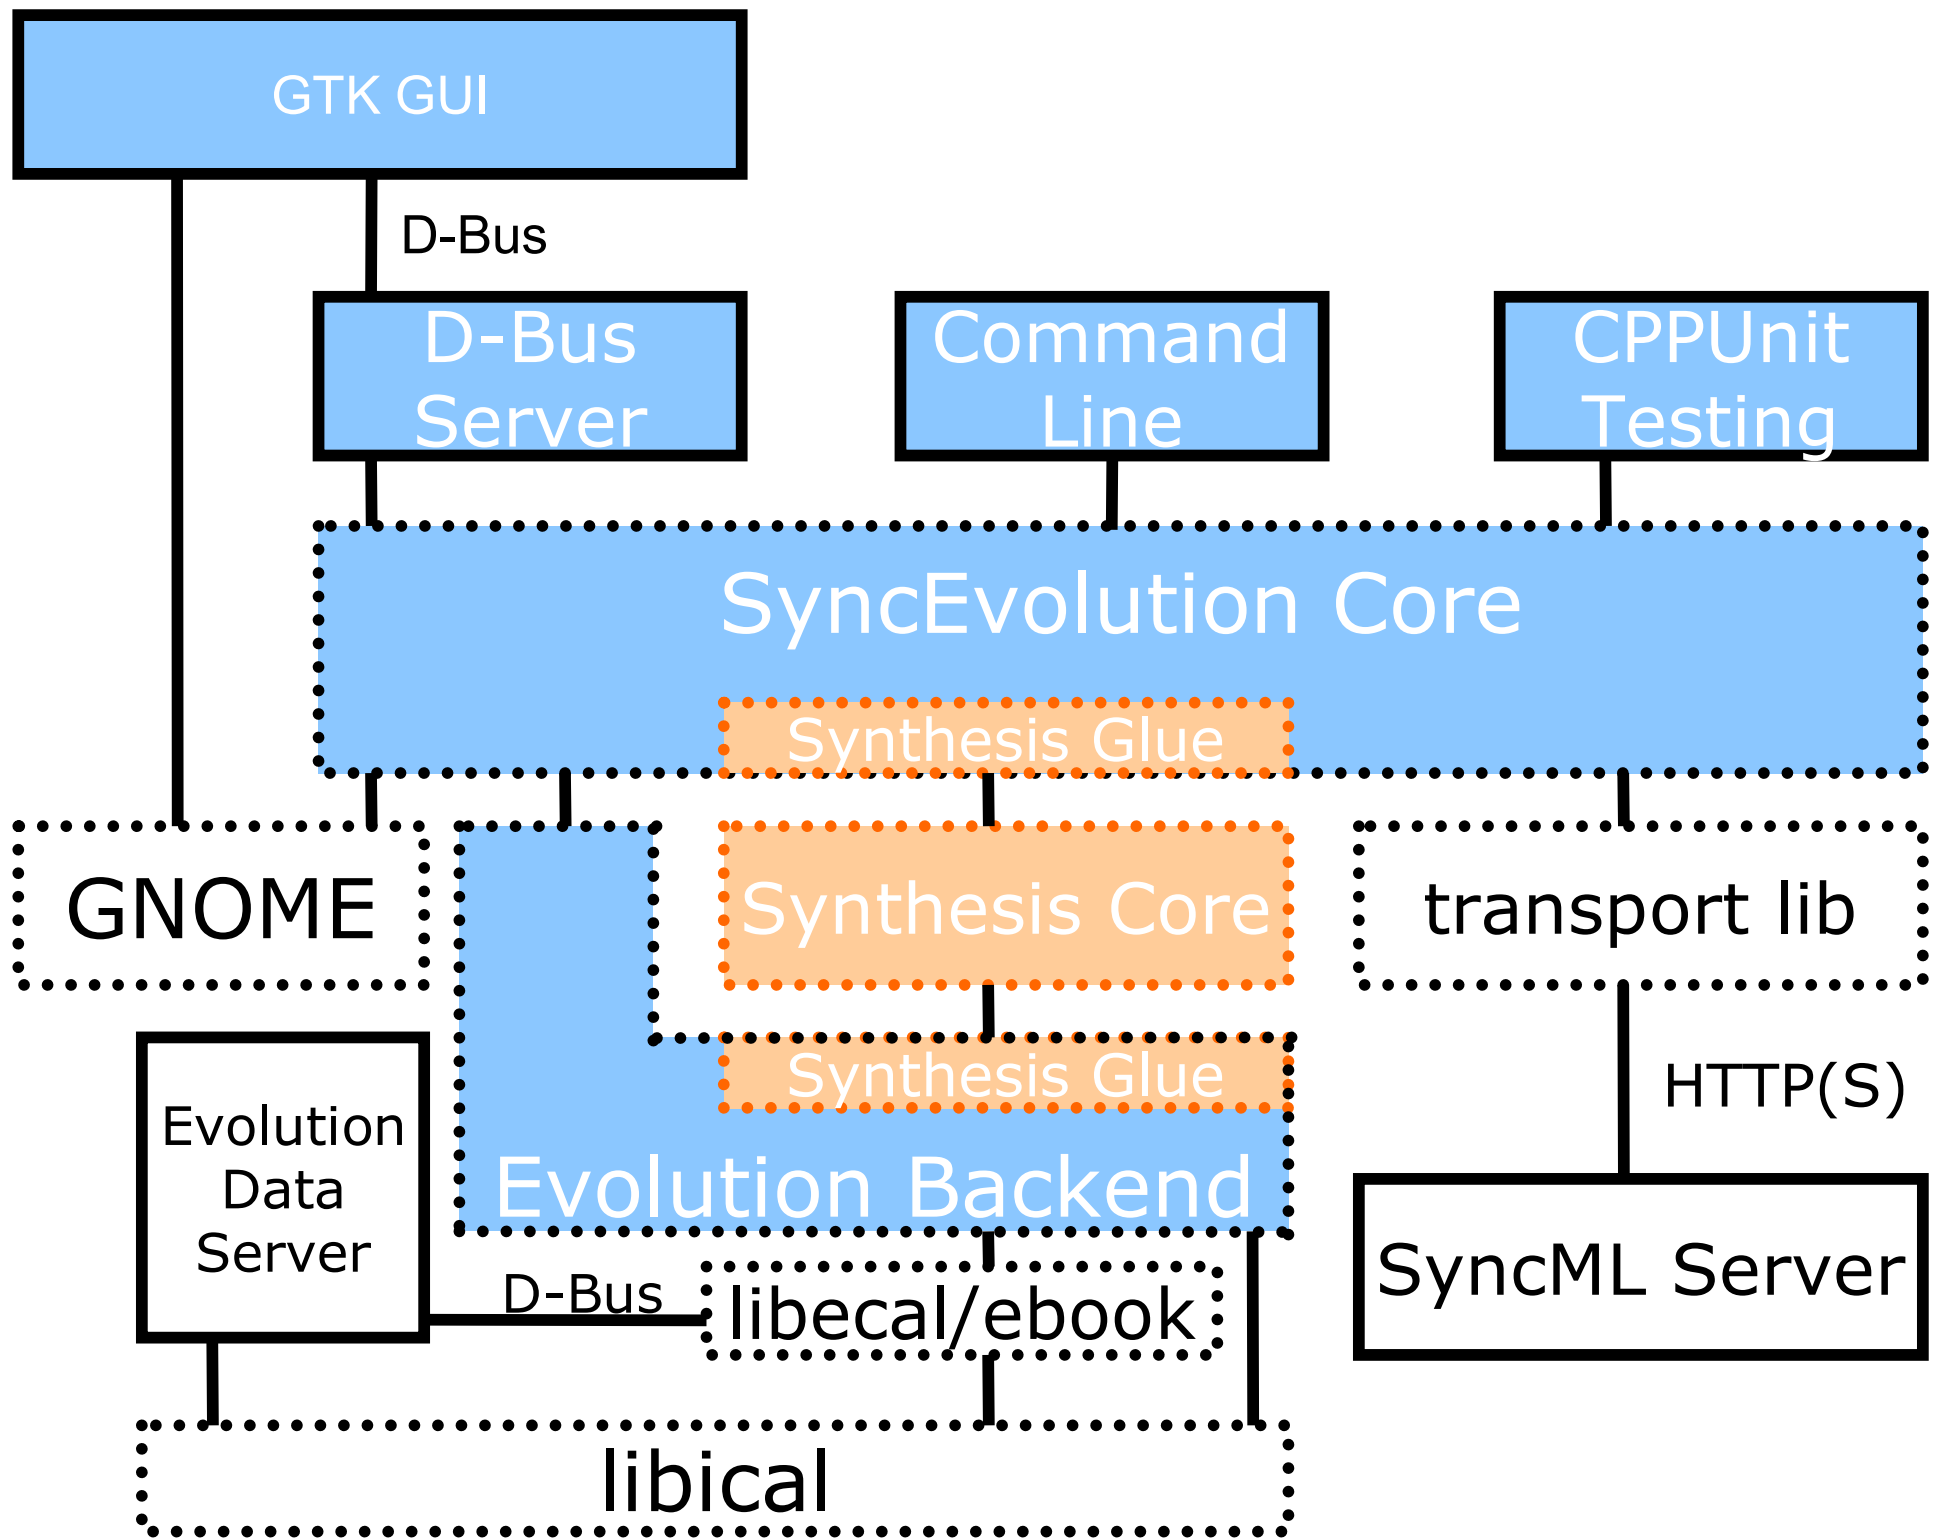 GTK GUI
D-Bus
D-Bus
Server
Command
Line
CPPUnit
Testing
SyncEvolution Core
Synthesis Glue
GNOME
Synthesis Core
transport lib
Synthesis Glue
HTTP(S)
Evolution
Data
Server
Evolution Backend
D-Bus
libecal/ebook
SyncML Server
libical